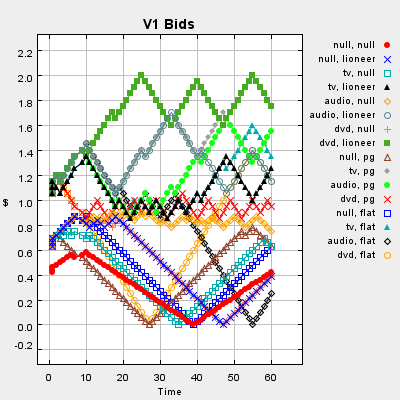 V1 Bids
2.2
2.0
1.8
1.6
1.4
1.2
1.0
0.8
0.6
0.4
0.2
0.0
-0.2
$
0 10 20 30 40 50 60
Time
null, null
null, lioneer
tv, null
tv, lioneer
audio, null
audio, lioneer
dvd, null
dvd, lioneer
null, pg
tv, pg
audio, pg
dvd, pg
null, flat
tv, flat
audio, flat
dvd, flat